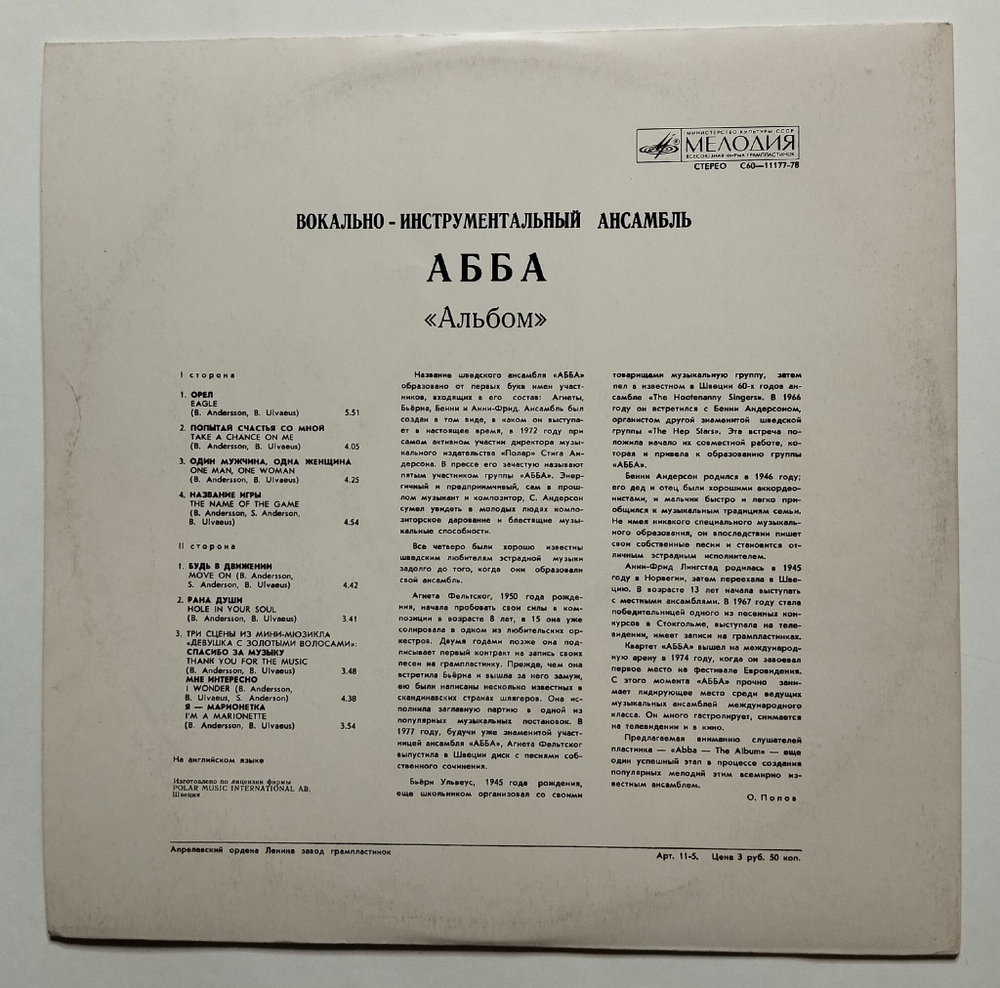 МИНИСТЕРСТВО КУЛЬТУРЫ СССР
МЕЛОДИЯ
ВСЕСОЮЗНАЯ ФИРМА ГРАМПЛАСТИНОК
СТЕРЕО С60—11177-78
ВОКАЛЬНО - ИНСТРУМЕНТАЛЬНЫЙ АНСАМБЛЬ
АББА
«Альбом»
I сторона
1. ОРЕЛ
EAGLE
(B. Andersson, B. Ulvaeus) 5.51
2. ПОПЫТАЙ СЧАСТЬЯ СО МНОЙ
TAKE A CHANCE ON ME
(B. Andersson, B. Ulvaeus) 4.05
3. ОДИН МУЖЧИНА, ОДНА ЖЕНЩИНА
ONE MAN, ONE WOMAN
(B. Andersson, B. Ulvaeus) 4.25
4. НАЗВАНИЕ ИГРЫ
THE NAME OF THE GAME
(B. Andersson, S. Anderson,
B. Ulvaeus) 4.54
II сторона
1. БУДЬ В ДВИЖЕНИИ
MOVE ON (B. Andersson,
S. Andersson, B. Ulvaeus) 4.42
2. РАНА ДУШИ
HOLE IN YOUR SOUL
(B. Andersson, B. Ulvaeus) 3.41
3. ТРИ СЦЕНЫ ИЗ МИНИ-МЮЗИКЛА
«ДЕВУШКА С ЗОЛОТЫМИ ВОЛОСАМИ»:
СПАСИБО ЗА МУЗЫКУ
THANK YOU FOR THE MUSIC
(B. Andersson, B. Ulvaeus) 3.48
МНЕ ИНТЕРЕСНО
I WONDER (B. Andersson,
B. Ulvaeus, S. Anderson) 4.38
Я — МАРИОНЕТКА
I'M A MARIONETTE
(B. Andersson, B. Ulvaeus) 3.54
На английском языке
Изготовлено по лицензии фирмы
POLAR MUSIC INTERNATIONAL AB,
Швеция
Название шведского ансамбля «АББА»
образовано от первых букв имен участ-
ников, входящих в его состав: Агнеты,
Бьёрна, Бенни и Анни-Фрид. Ансамбль был
создан в том виде, в каком он выступа-
ет в настоящее время, в 1972 году при
самом активном участии директора музы-
кального издательства «Полар» Стига Ан-
дерсона. В прессе его зачастую называют
пятым участником группы «АББА». Энер-
гичный и предприимчивый, сам в прош-
лом музыкант и композитор, С. Андерсон
сумел увидеть в молодых людях компо-
зиторское дарование и блестящие музы-
кальные способности.
Все четверо были хорошо известны
шведским любителям эстрадной музыки
задолго до того, когда они образовали
свой ансамбль.
Агнета Фельтског, 1950 года рожде-
ния, начала пробовать свои силы в ком-
позиции в возрасте 8 лет, в 15 она уже
солировала в одном из любительских ор-
кестров. Двумя годами позже она под-
писывает первый контракт на запись своих
песен на грампластинку. Прежде, чем она
встретила Бьёрна и вышла за него замуж,
ею были написаны несколько известных в
скандинавских странах шлягеров. Она ис-
полнила заглавную партию в одной из
популярных музыкальных постановок. В
1977 году, будучи уже знаменитой участ-
ницей ансамбля «АББА», Агнета Фельтског
выпустила в Швеции диск с песнями соб-
ственного сочинения.
Бьёрн Ульвеус, 1945 года рождения,
еще школьником организовал со своими
товарищами музыкальную группу, затем
пел в известном в Швеции 60-х годов ан-
самбле «The Hootenanny Singers». В 1966
году он встретился с Бенни Андерсоном,
органистом другой знаменитой шведской
группы «The Hep Stars». Эта встреча по-
ложила начало их совместной работе, ко-
торая и привела к образованию группы
«АББА».
Бенни Андерсон родился в 1946 году;
его дед и отец были хорошими аккордео-
нистами, и мальчик быстро и легко при-
общился к музыкальным традициям семьи.
Не имея никакого специального музыкаль-
ного образования, он впоследствии пишет
свои собственные песни и становится от-
личным эстрадным исполнителем.
Анни-Фрид Лингстад родилась в 1945
году в Норвегии, затем переехала в Шве-
цию. В возрасте 13 лет начала выступать
с местными ансамблями. В 1967 году стала
победительницей одного из песенных кон-
курсов в Стокгольме, выступала на теле-
видении, имеет записи на грампластинках.
Квартет «АББА» вышел на международ-
ную арену в 1974 году, когда он завоевал
первое место на фестивале Евровидения.
С этого момента «АББА» прочно зани-
мает лидирующее место среди ведущих
музыкальных ансамблей международного
класса. Он много гастролирует, снимается
на телевидении и в кино.
Предлагаемая вниманию слушателей
пластинка — «Abba — The Album» — еще
один успешный этап в процессе создания
популярных мелодий этим всемирно из-
вестным ансамблем.
О. Попов
Апрелевский ордена Ленина завод грампластинок
Арт. 11-5. Цена 3 руб. 50 коп.